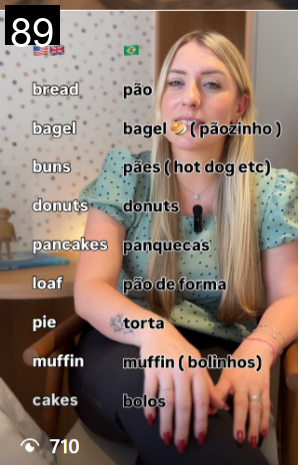 89
🇺🇸🇬🇧 🇧🇷
bread pão
bagel bagel 🥯 ( pãozinho )
buns pães ( hot dog etc)
donuts donuts
pancakes panquecas
loaf pão de forma
pie torta
muffin muffin ( bolinhos)
cakes bolos
710